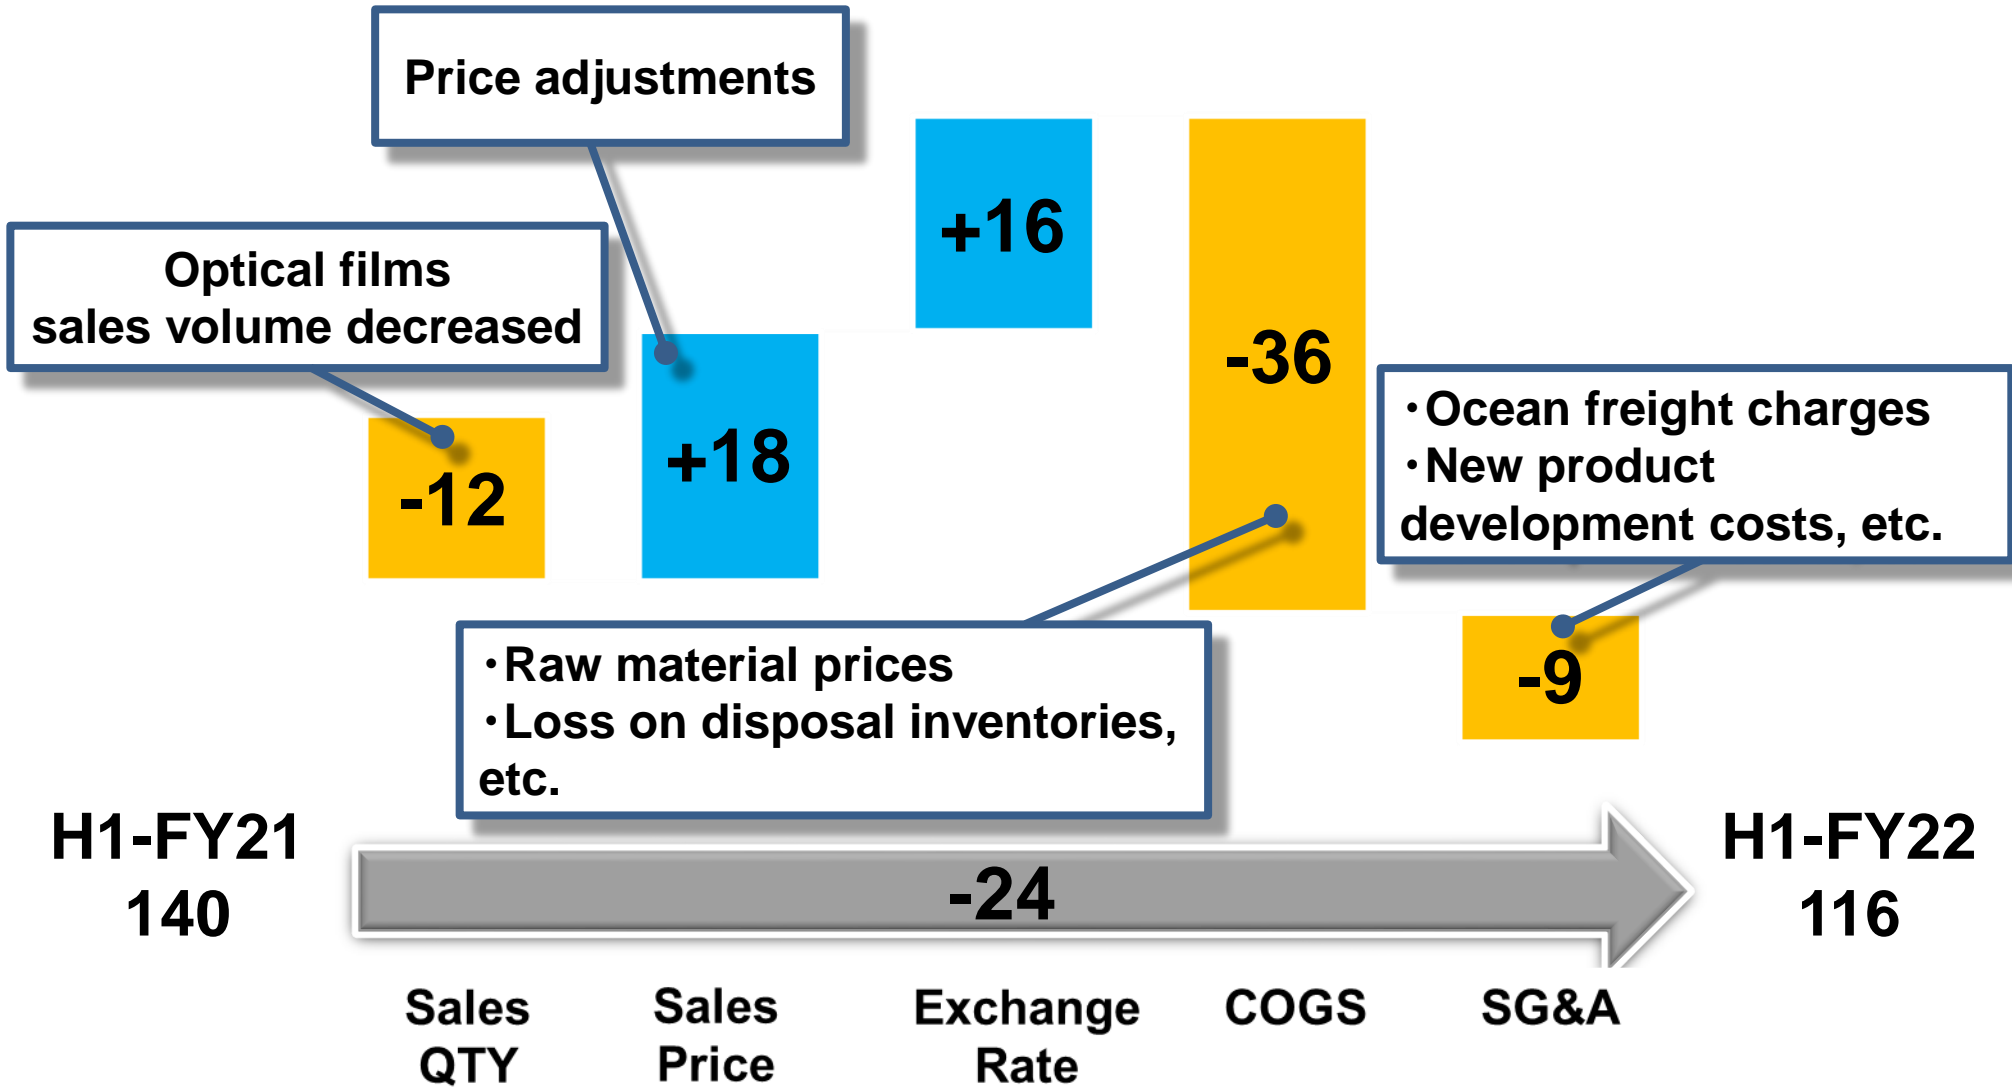 Price adjustments
Optical films
sales volume decreased
-12
+18
+16
-36
-9
・Ocean freight charges
・New product
development costs, etc.
・Raw material prices
・Loss on disposal inventories,
etc.
H1-FY21
140
-24
H1-FY22
116
Sales
QTY
Sales
Price
Exchange
Rate
COGS
SG&A